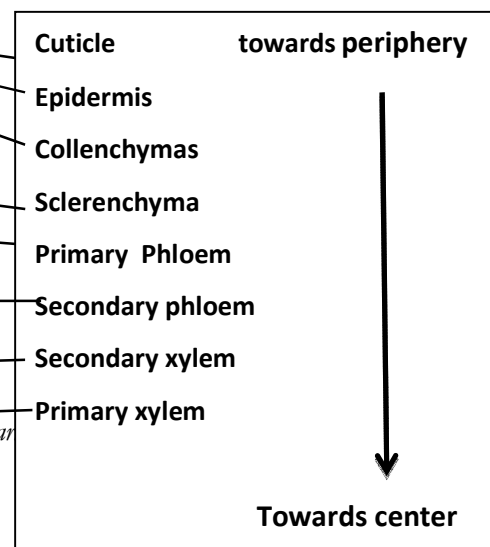 Cuticle towards periphery
Epidermis
Collenchymas
Sclerenchyma
Primary Phloem
Secondary phloem
Secondary xylem
Primary xylem
Towards center